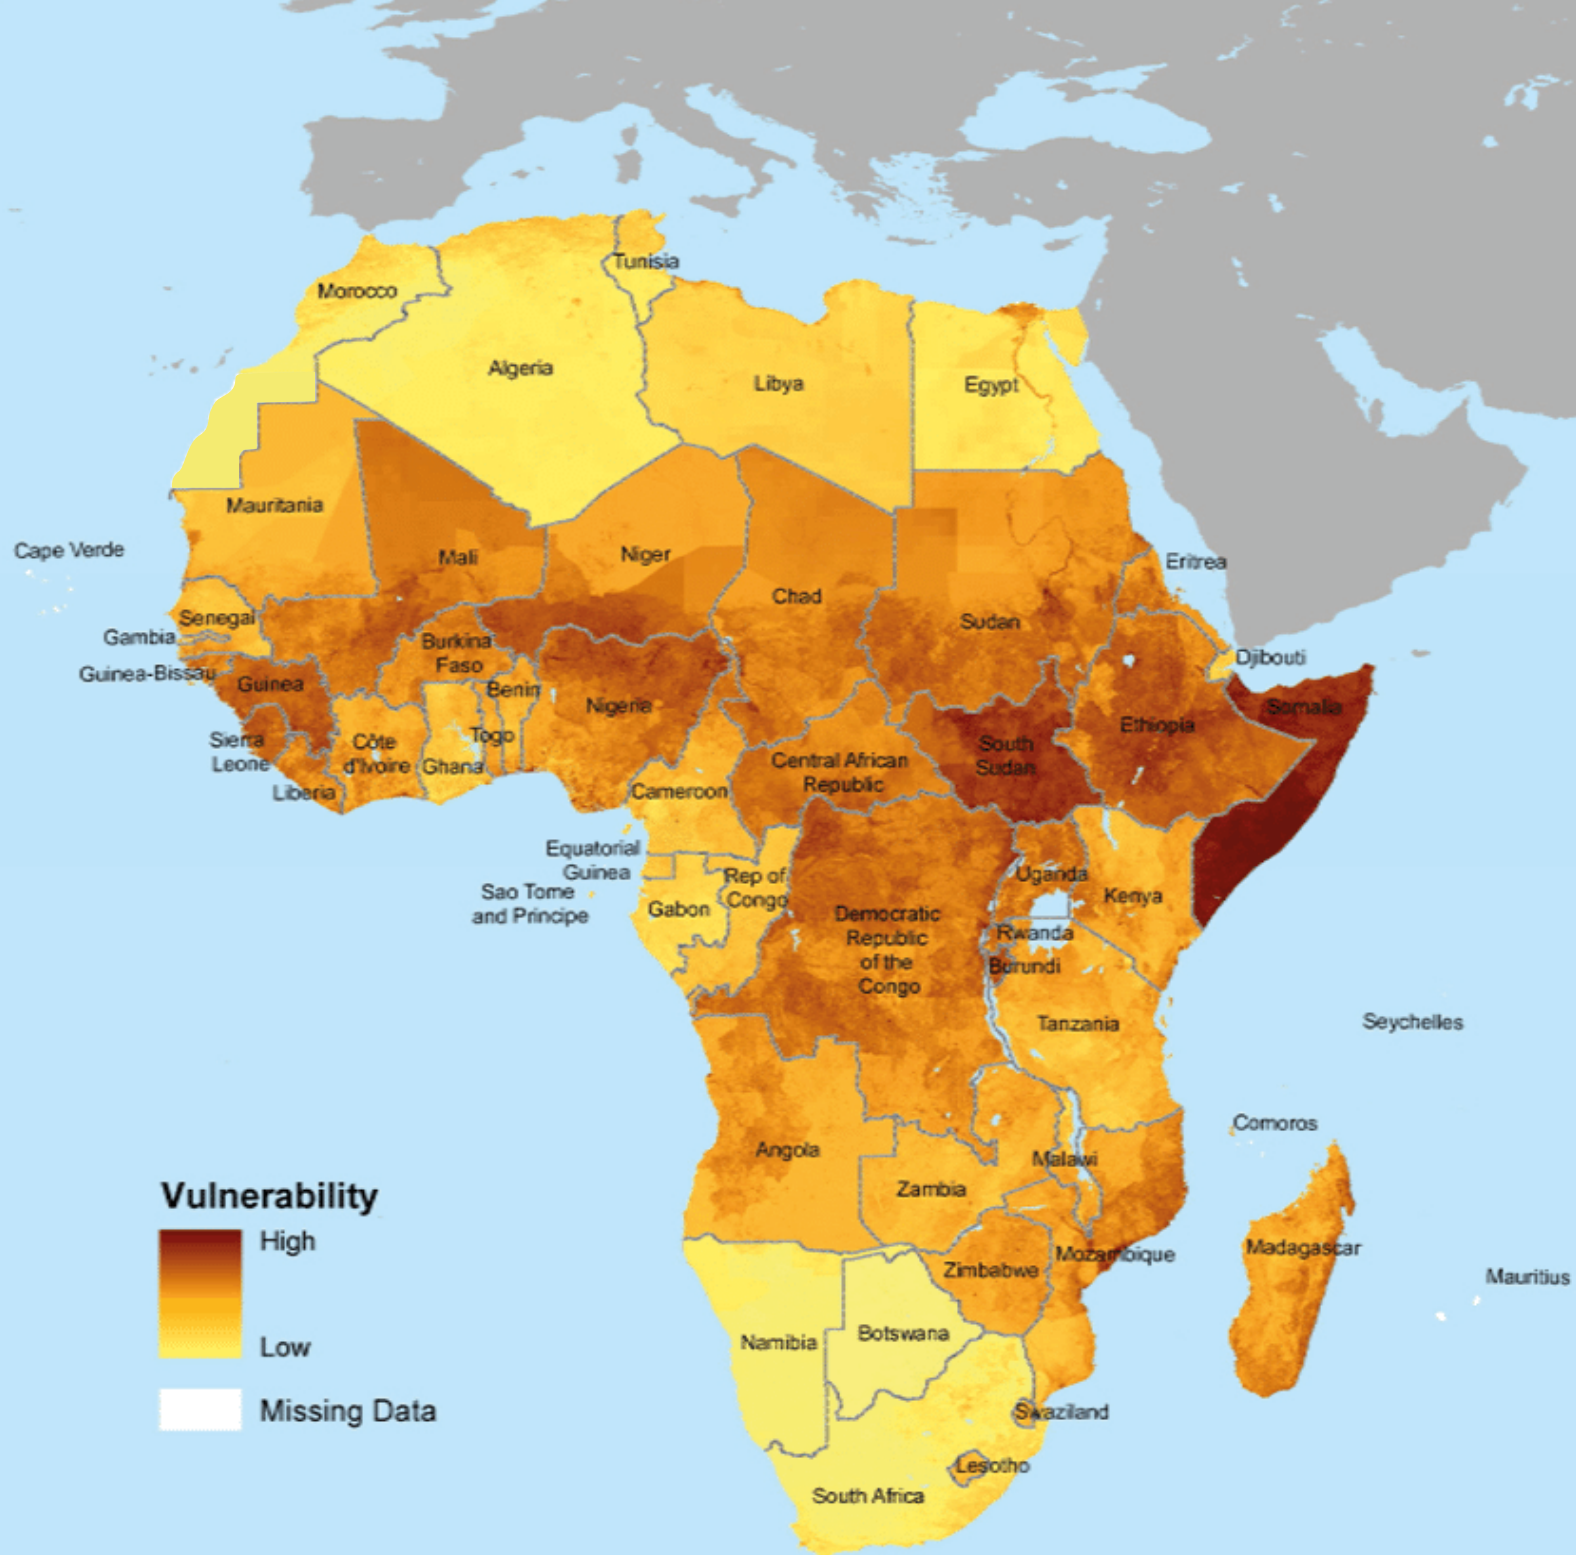 Tunisia
Morocco
Algeria
Libya
Egypt
Mauritania
Cape Verde
Mali
Niger
Eritrea
Chad
Senegal
Sudan
Gambia
Burkina
Faso
Djibouti
Guinea-Bissau
Guinea
Benin
Nigeria
Somalia
Ethiopia
Togo
Sierra
Leone
Côte
d'Ivoire
Ghana
South
Sudan
Central African
Republic
Liberia
Cameroon
Equatorial
Guinea
Rep of
Congo
Uganda
Sao Tome
and Principe
Kenya
Gabon
Democratic
Republic
of the
Congo
Rwanda
Burundi
Tanzania
Seychelles
Comoros
Angola
Malawi
Zambia
Vulnerability
High
Low
Missing Data
Mozambique
Madagascar
Zimbabwe
Mauritius
Namibia
Botswana
Swaziland
Lesotho
South Africa